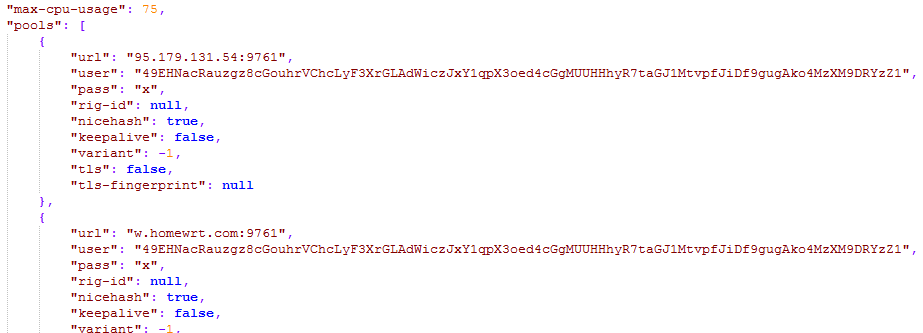 "max-cpu-usage": 75,
"pools": [
{
"url": "95.179.131.54:9761",
"user": "49EHNacRauzgz8cGouhrVChcLyF3XrGLAdWiczJxY1qpX3oed4cGgMUUHHhyR7taGJ1MtvpfJiDf9gugAko4MzXM9DRYzZ1",
"pass": "x",
"rig-id": null,
"nicehash": true,
"keepalive": false,
"variant": -1,
"tls": false,
"tls-fingerprint": null
},
{
"url": "w.homewrt.com:9761",
"user": "49EHNacRauzgz8cGouhrVChcLyF3XrGLAdWiczJxY1qpX3oed4cGgMUUHHhyR7taGJ1MtvpfJiDf9gugAko4MzXM9DRYzZ1",
"pass": "x",
"rig-id": null,
"nicehash": true,
"keepalive": false,
"variant": -1,